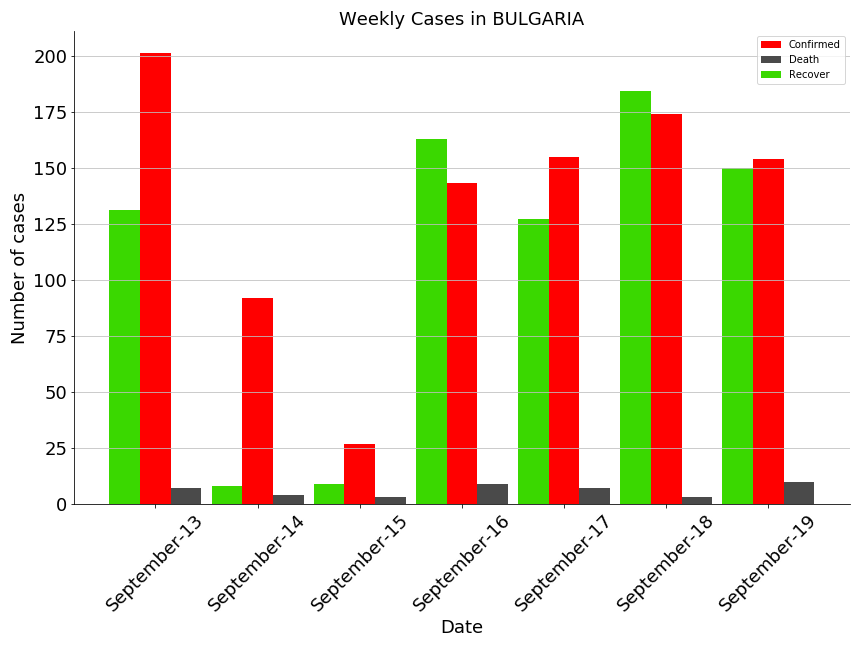 Weekly Cases in BULGARIA
Confirmed
Death
Recover
Number of cases
200
175
150
125
100
75
50
25
0
September-13
September-14
September-15
September-16
September-17
September-18
September-19
Date